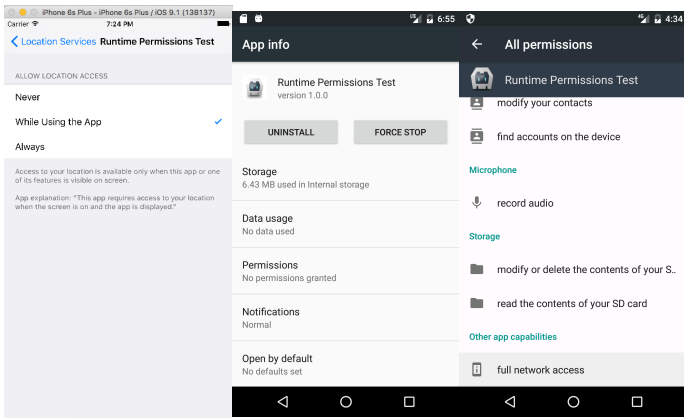 iPhone 6s Plus - iPhone 6s Plus / iOS 9.1 (13B137)
Carrier 7:24 PM
Location Services Runtime Permissions Test
ALLOW LOCATION ACCESS
Never
While Using the App
Always
Access to your location is available only when this app or one
of its features is visible on screen.
App explanation: "This app requires access to your location
when the screen is on and the app is displayed."
6:55
App info
Runtime Permissions Test
version 1.0.0
UNINSTALL FORCE STOP
Storage
6.43 MB used in Internal storage
Data usage
No data used
Permissions
No permissions granted
Notifications
Normal
Open by default
No defaults set
4G 4:34
All permissions
Runtime Permissions Test
modify your contacts
find accounts on the device
Microphone
record audio
Storage
modify or delete the contents of your S..
read the contents of your SD card
Other app capabilities
full network access